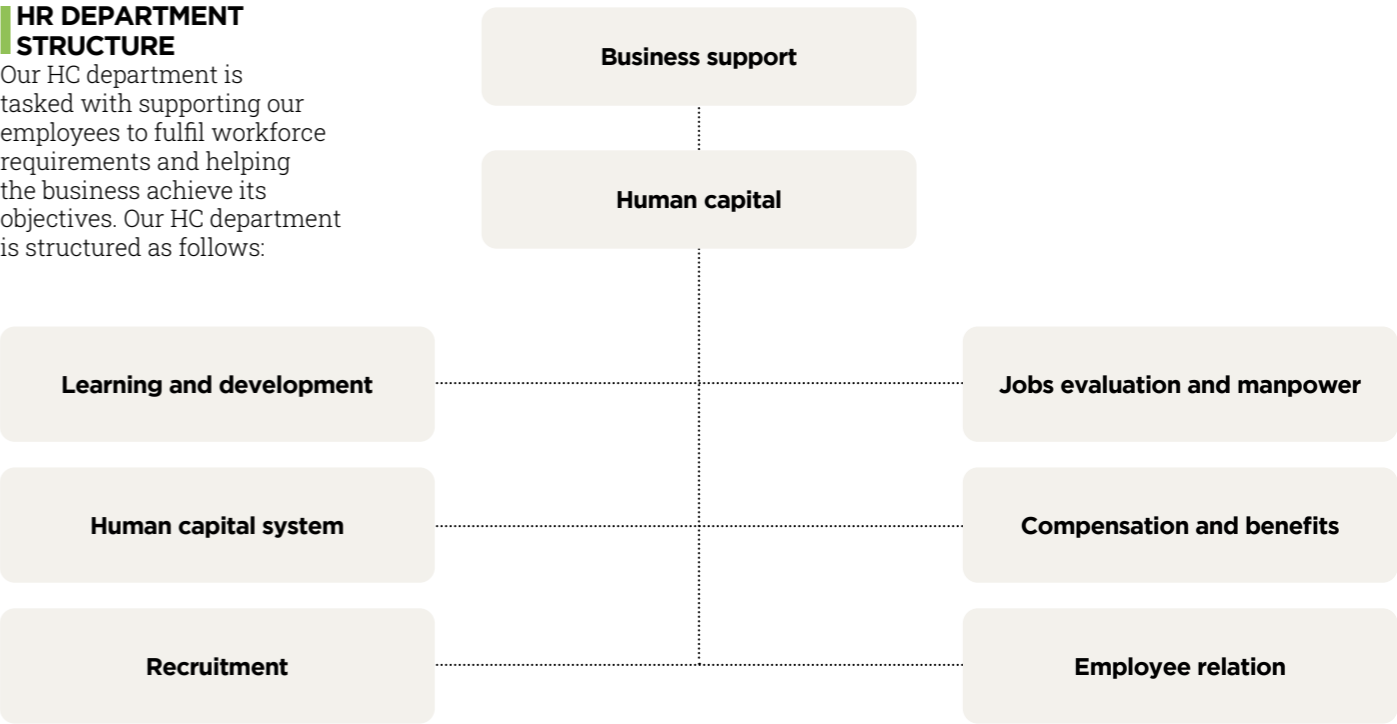 HR DEPARTMENT
STRUCTURE
Our HC department is
tasked with supporting our
employees to fulfil workforce
requirements and helping
the business achieve its
objectives. Our HC department
is structured as follows:
Business support
Human capital
Learning and development
Jobs evaluation and manpower
Human capital system
Compensation and benefits
Recruitment
Employee relation